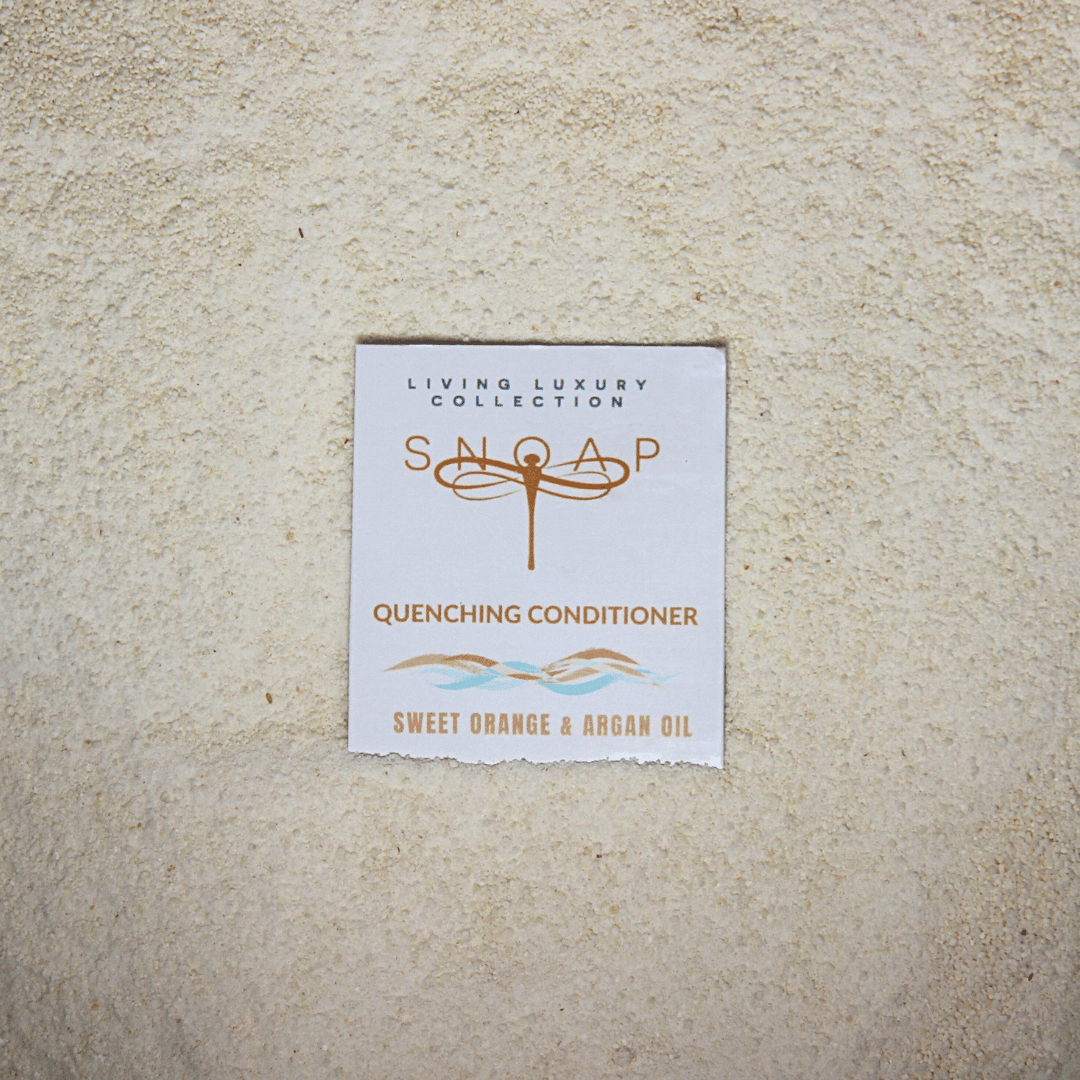 LIVING LUXURY
COLLECTION
SNOAP
QUENCHING CONDITIONER
SWEET ORANGE & ARGAN OIL